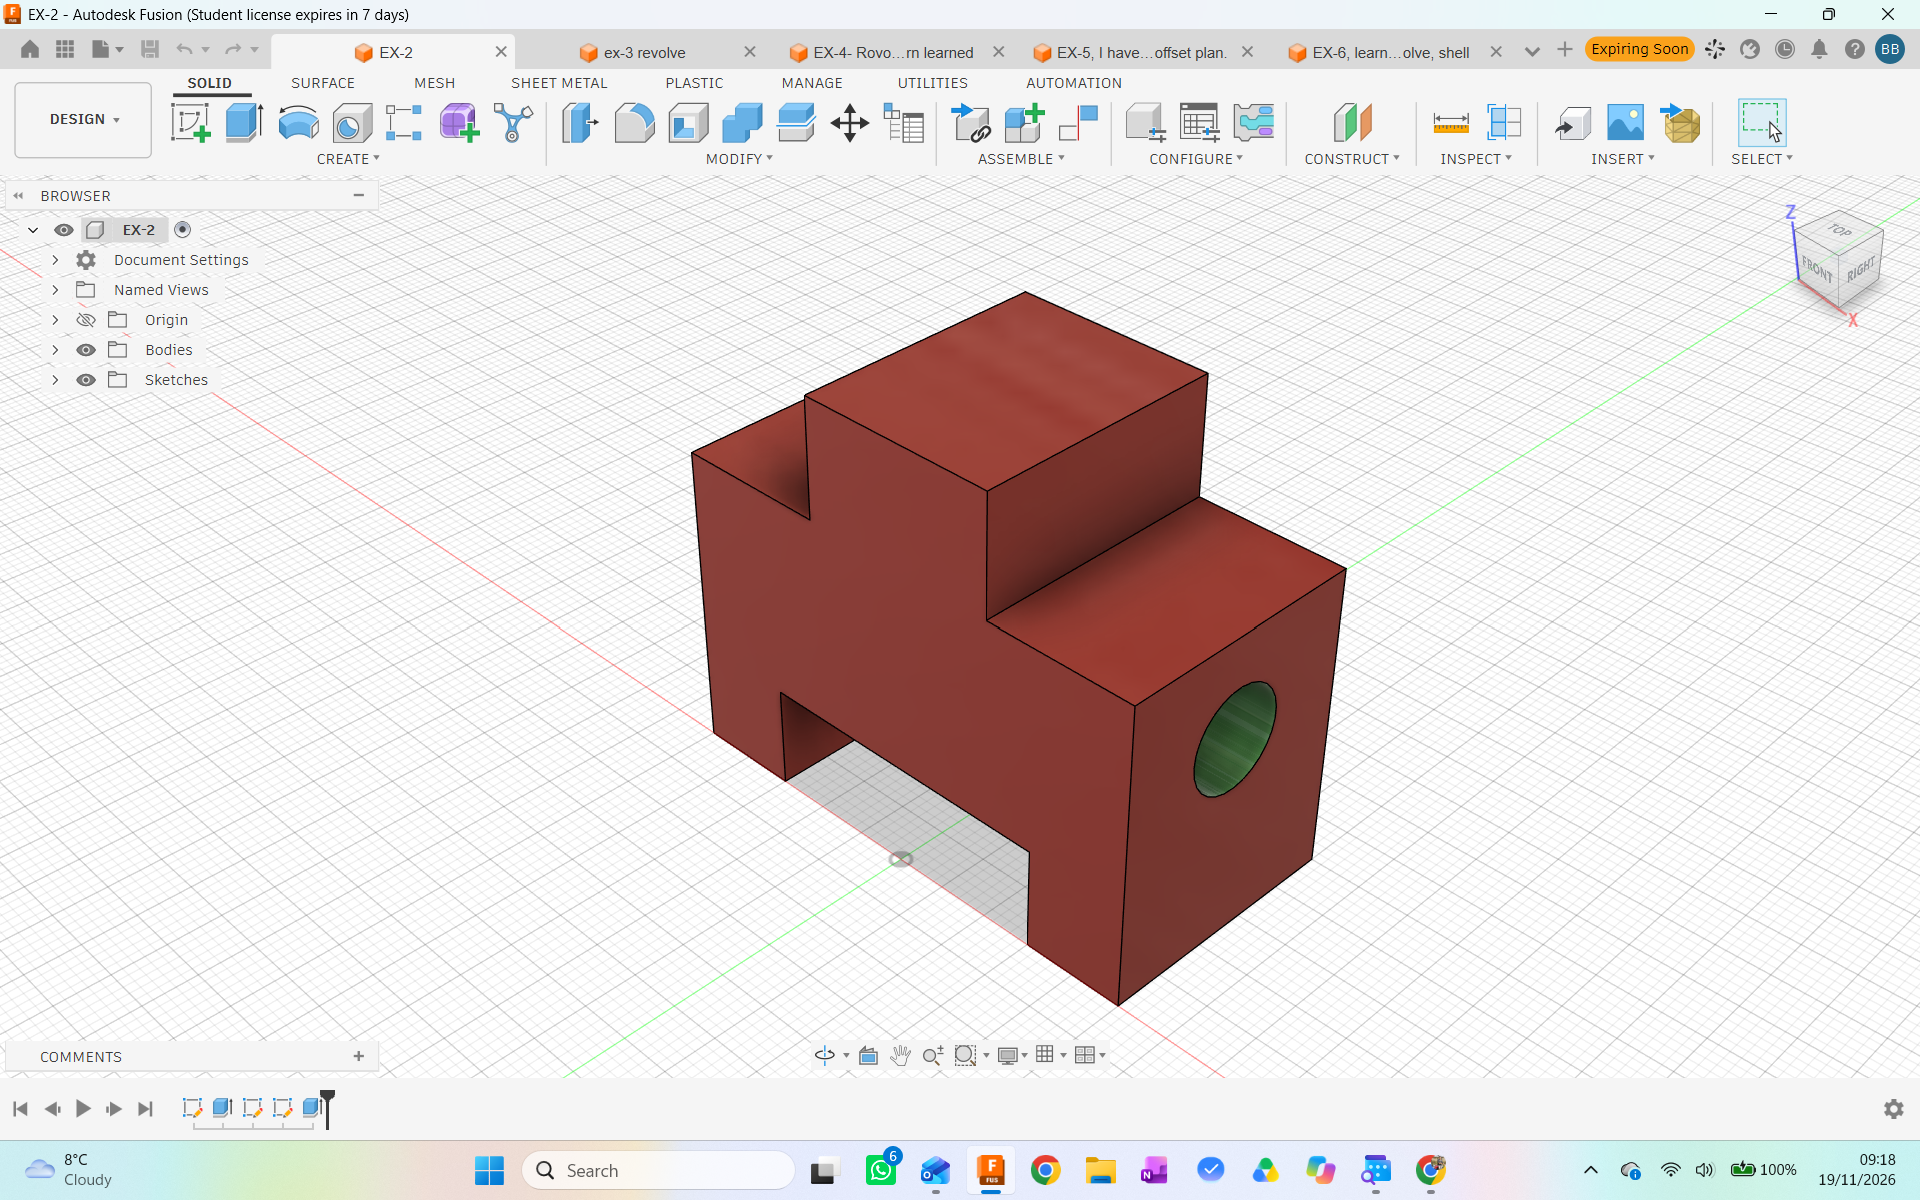 EX-2 - Autodesk Fusion (Student license expires in 7 days)
EX-2
ex-3 revolve
EX-4- Rovo...rn learned
EX-5, I have...offset plan.
EX-6, learn...olve, shell
Expiring Soon
BB
SOLID
SURFACE
MESH
SHEET METAL
PLASTIC
MANAGE
UTILITIES
AUTOMATION
DESIGN
CREATE
MODIFY
ASSEMBLE
CONFIGURE
CONSTRUCT
INSPECT
INSERT
SELECT
BROWSER
EX-2
Document Settings
Named Views
Origin
Bodies
Sketches
Z
TOP
FRONT
RIGHT
X
COMMENTS
8°C
Cloudy
Search
6
F
FUS
N
100%
09:18
19/11/2026